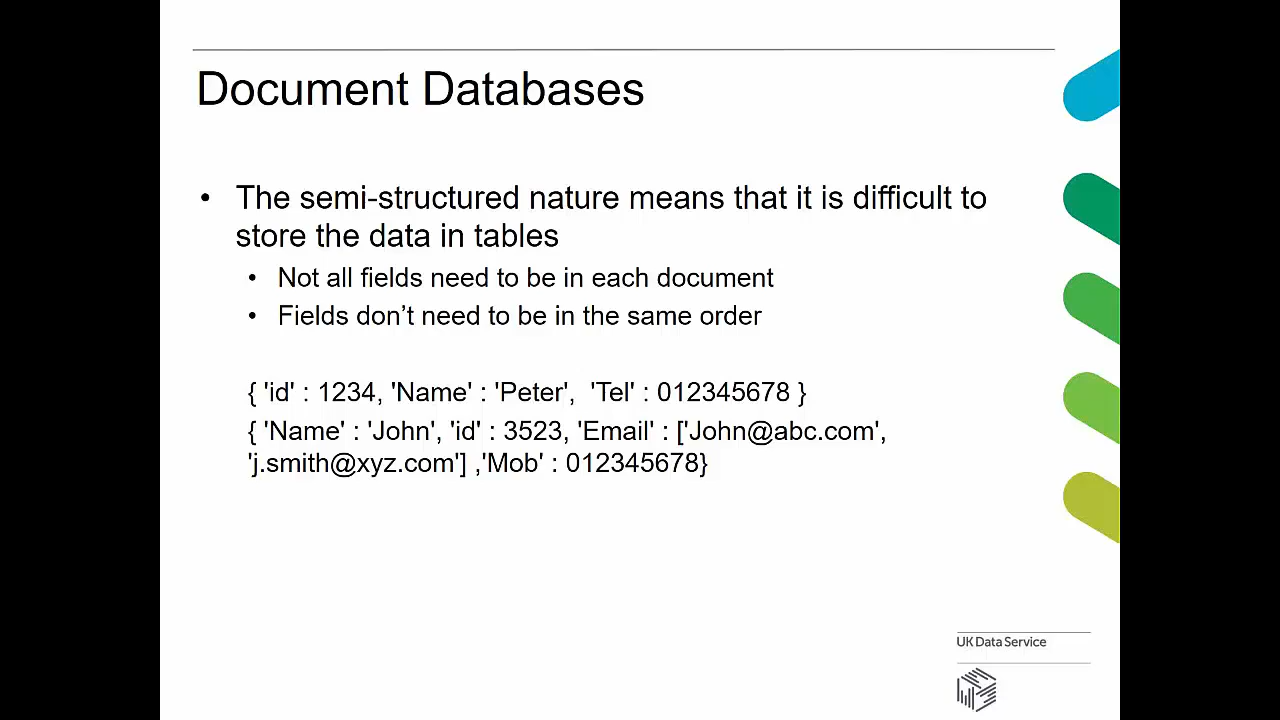 Document Databases
• The semi-structured nature means that it is difficult to
store the data in tables
• Not all fields need to be in each document
• Fields don’t need to be in the same order
{ 'id' : 1234, 'Name' : 'Peter',  'Tel' : 012345678 }
{ 'Name' : 'John', 'id' : 3523, 'Email' : ['John@abc.com',
'j.smith@xyz.com'] ,'Mob' : 012345678}
UK Data Service